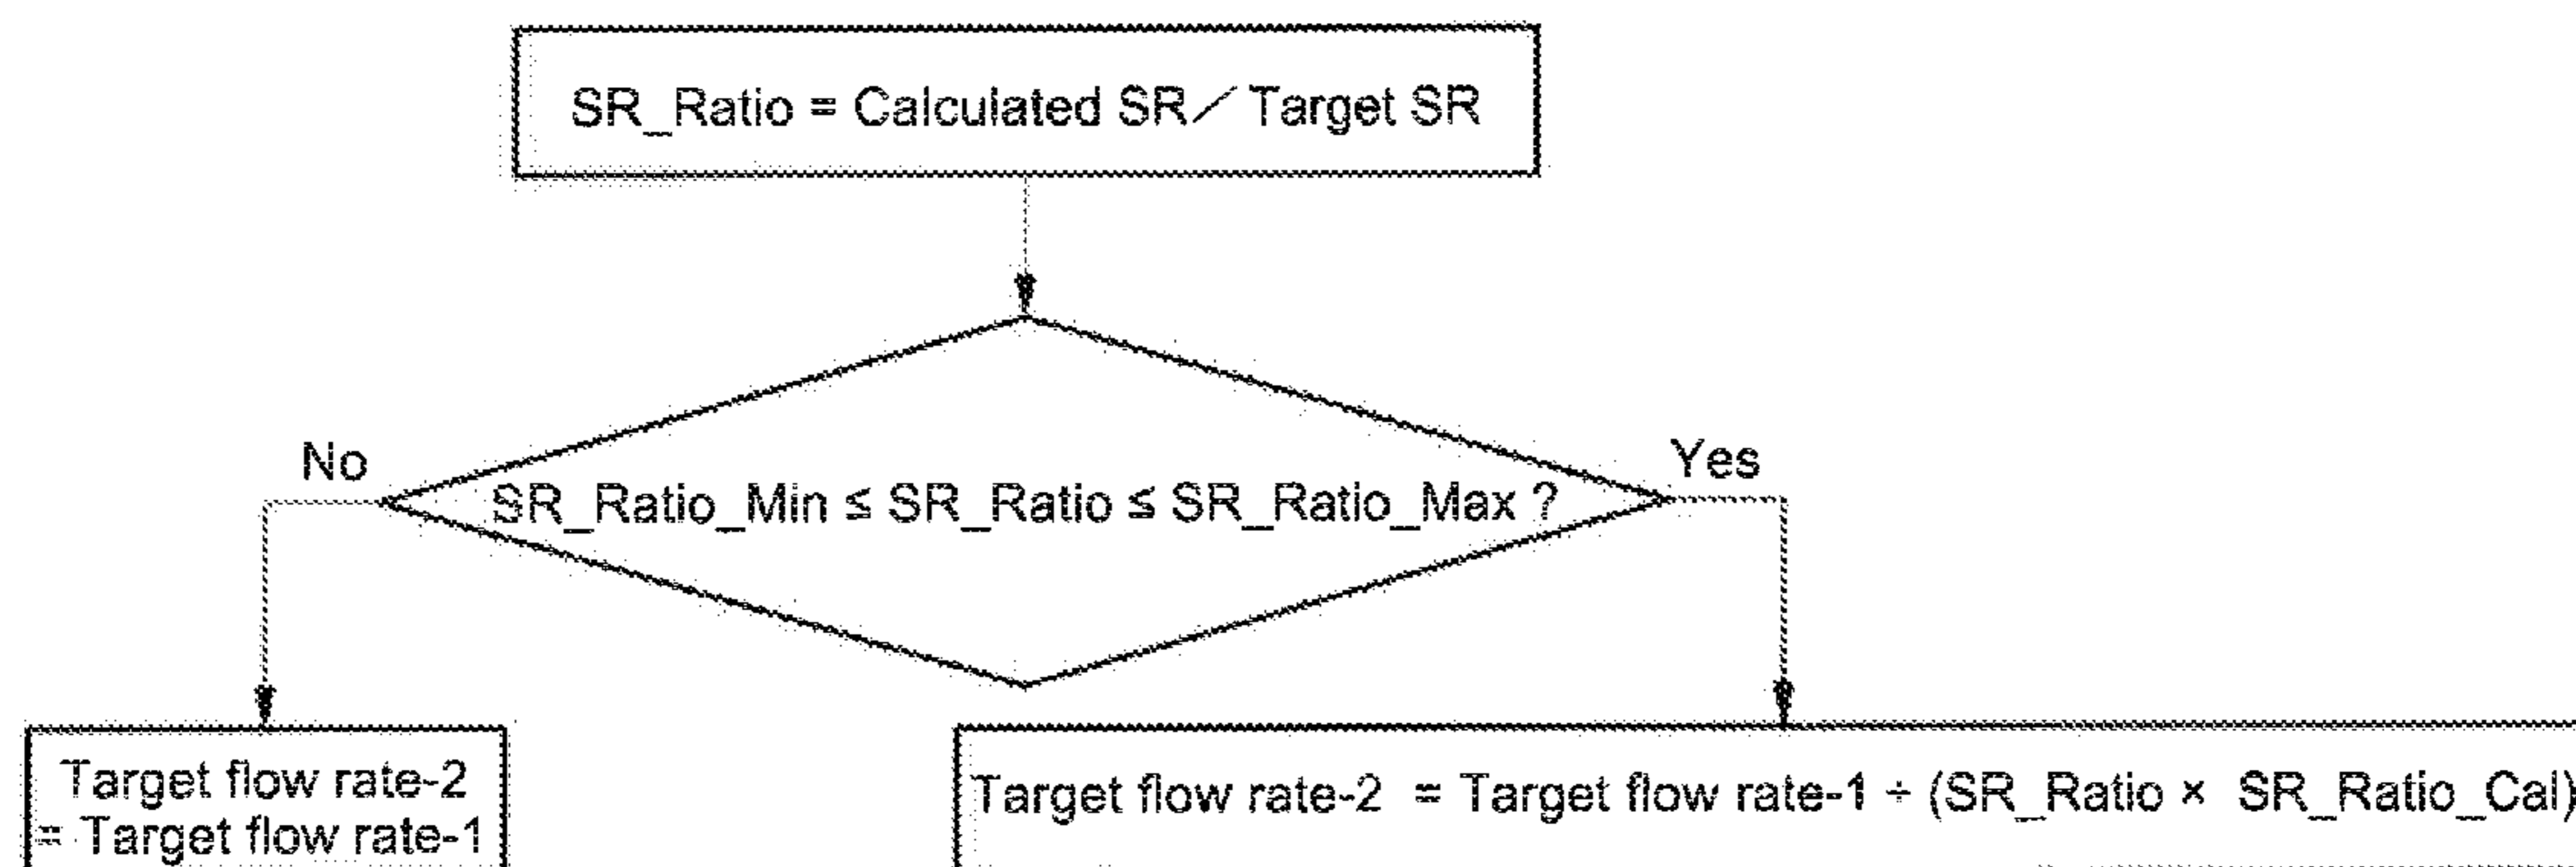 SR_Ratio = Calculated SR／Target SR
No
Yes
SR_Ratio_Min ≤ SR_Ratio ≤ SR_Ratio_Max ?
Target flow rate-2
= Target flow rate-1
Target flow rate-2 = Target flow rate-1 ÷ (SR_Ratio × SR_Ratio_Cal)